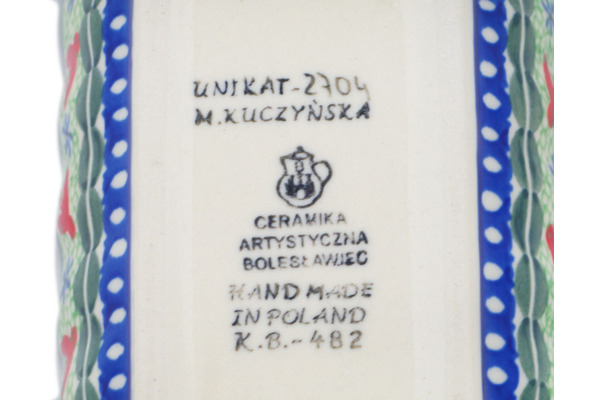 UNIKAT-2704
M.KUCZYŃSKA
CERAMIKA
ARTYSTYCZNA
BOLESŁAWIEC
HAND MADE
IN POLAND
K.B.-482